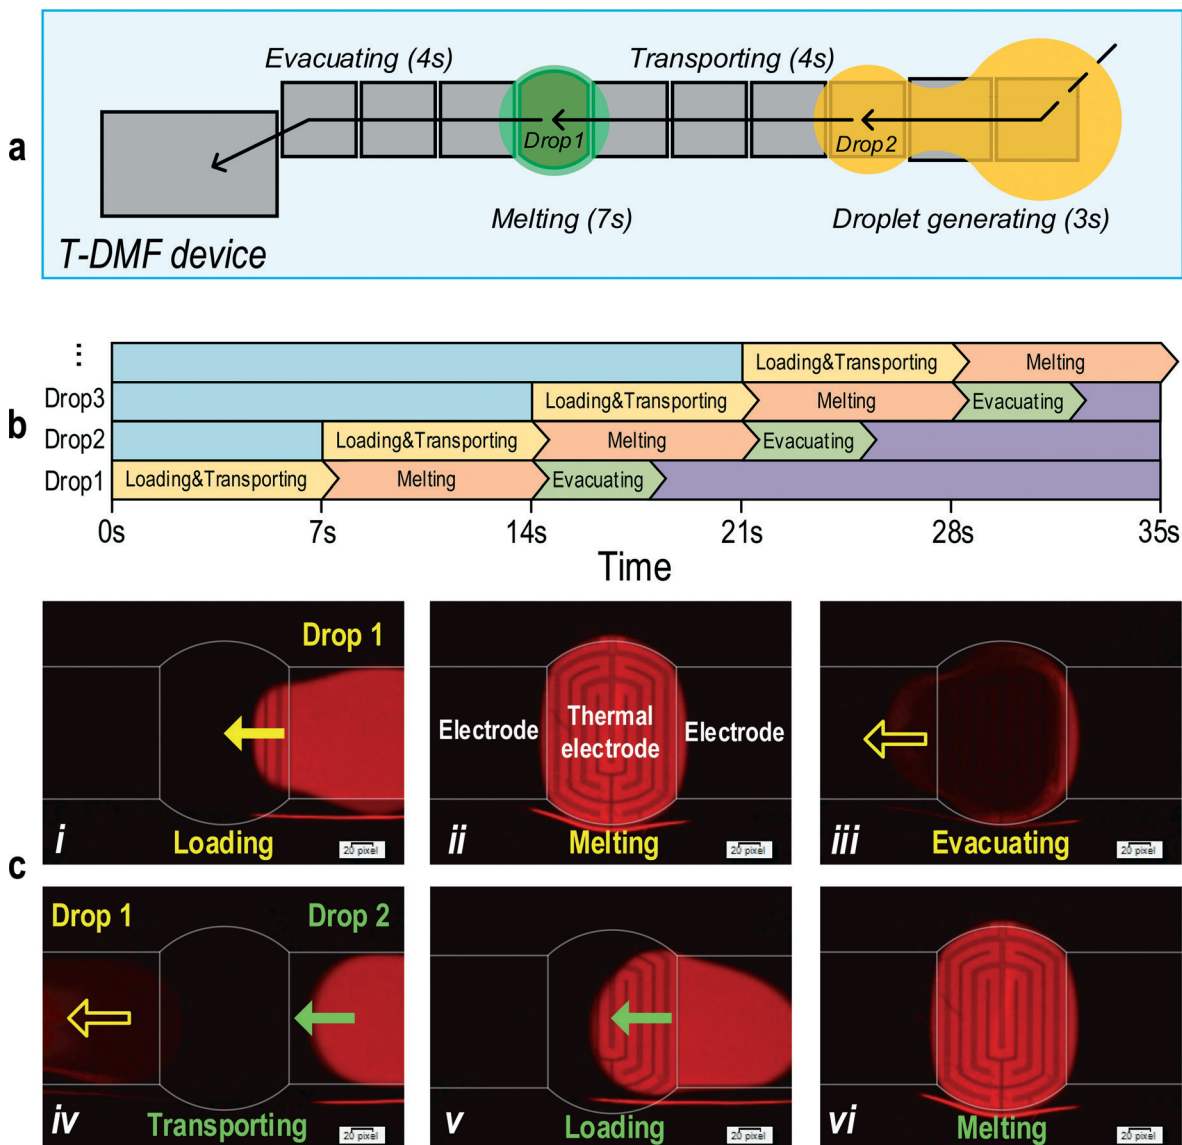 a
Evacuating (4s)
Transporting (4s)
Drop1
Drop2
Melting (7s)
Droplet generating (3s)
T-DMF device
b
⋮
Loading&Transporting
Melting
Drop3
Loading&Transporting
Melting
Evacuating
Drop2
Loading&Transporting
Melting
Evacuating
Drop1
Loading&Transporting
Melting
Evacuating
0s
7s
14s
21s
28s
35s
Time
c
Drop 1
i
Loading
20 pixel
Electrode
Thermal
electrode
Electrode
ii
Melting
20 pixel
iii
Evacuating
20 pixel
Drop 1
Drop 2
iv
Transporting
20 pixel
v
Loading
20 pixel
vi
Melting
20 pixel